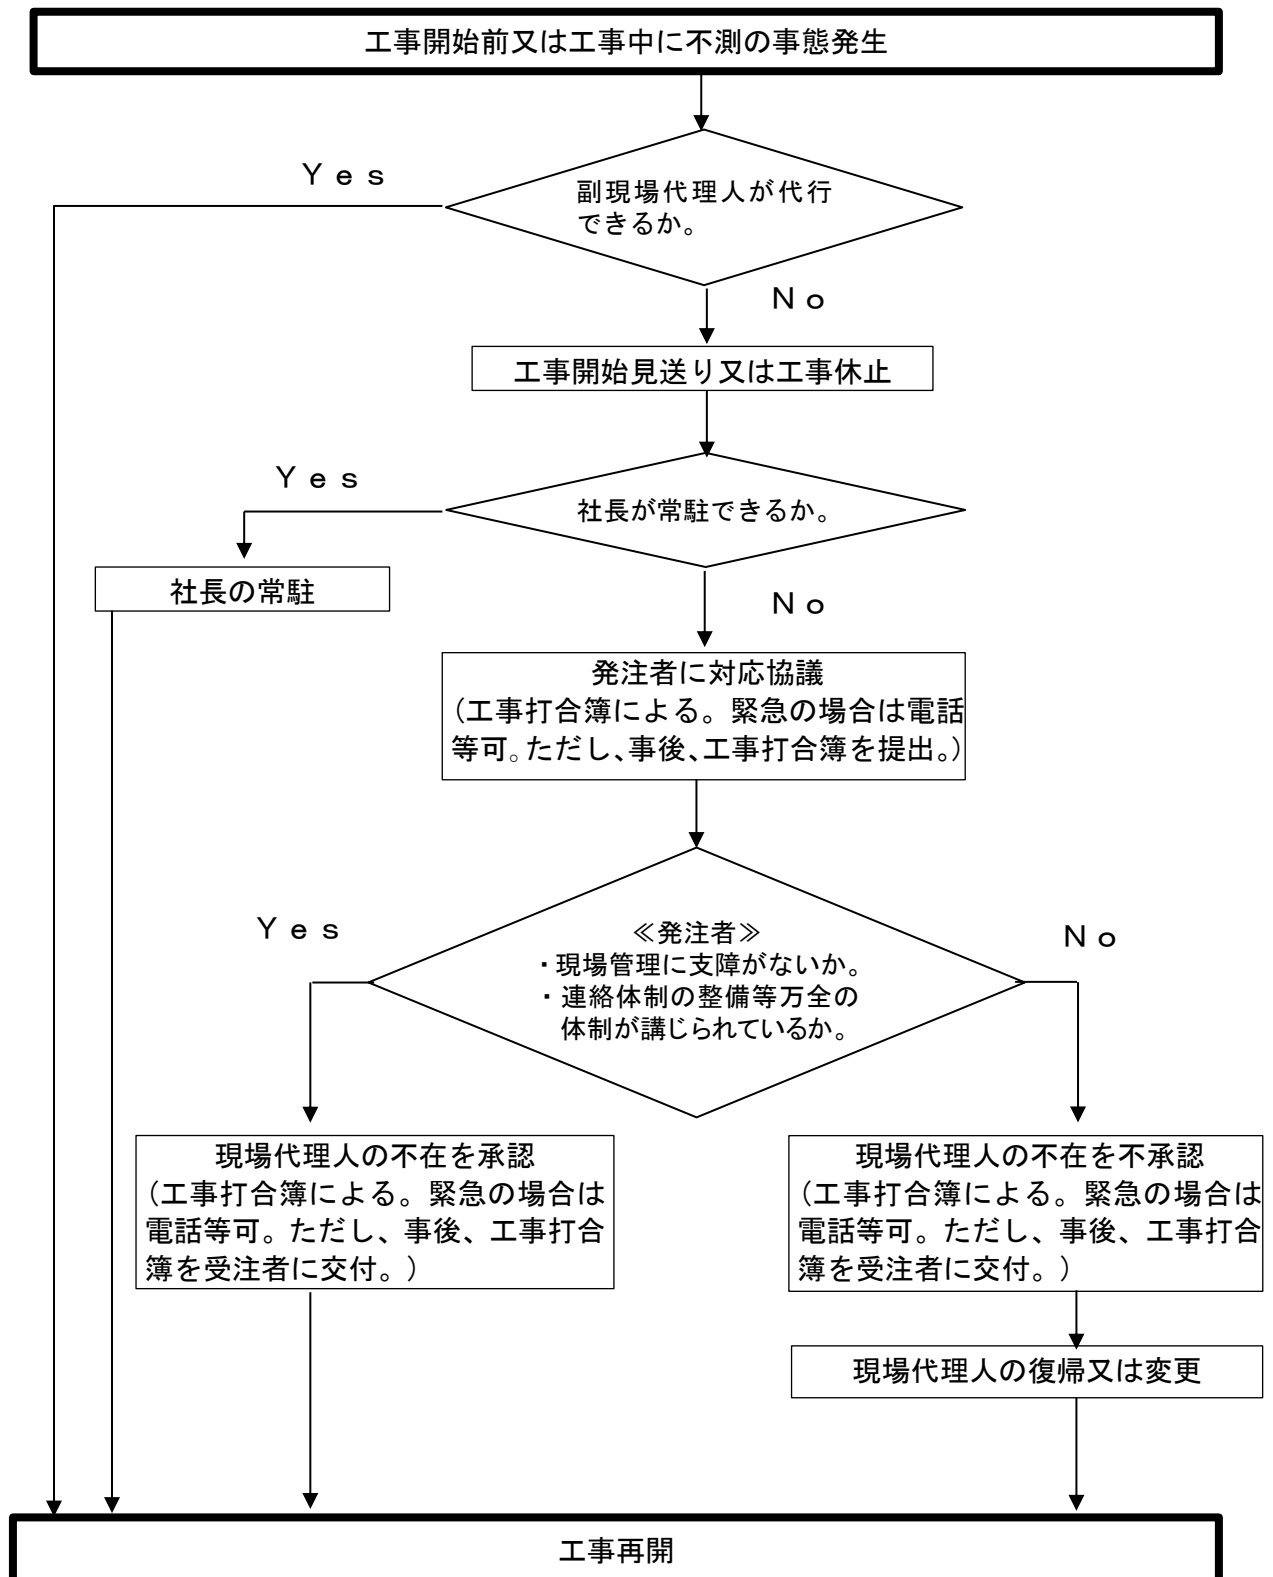 工事開始前又は工事中に不測の事態発生
Ｙｅｓ
副現場代理人が代行
できるか。
Ｎｏ
工事開始見送り又は工事休止
Ｙｅｓ
社長が常駐できるか。
社長の常駐
Ｎｏ
発注者に対応協議
（工事打合簿による。緊急の場合は電話
等可。ただし、事後、工事打合簿を提出。）
Ｙｅｓ
≪発注者≫
・現場管理に支障がないか。
・連絡体制の整備等万全の
体制が講じられているか。
Ｎｏ
現場代理人の不在を承認
（工事打合簿による。緊急の場合は
電話等可。ただし、事後、工事打合
簿を受注者に交付。）
現場代理人の不在を不承認
（工事打合簿による。緊急の場合は
電話等可。ただし、事後、工事打合
簿を受注者に交付。）
現場代理人の復帰又は変更
工事再開